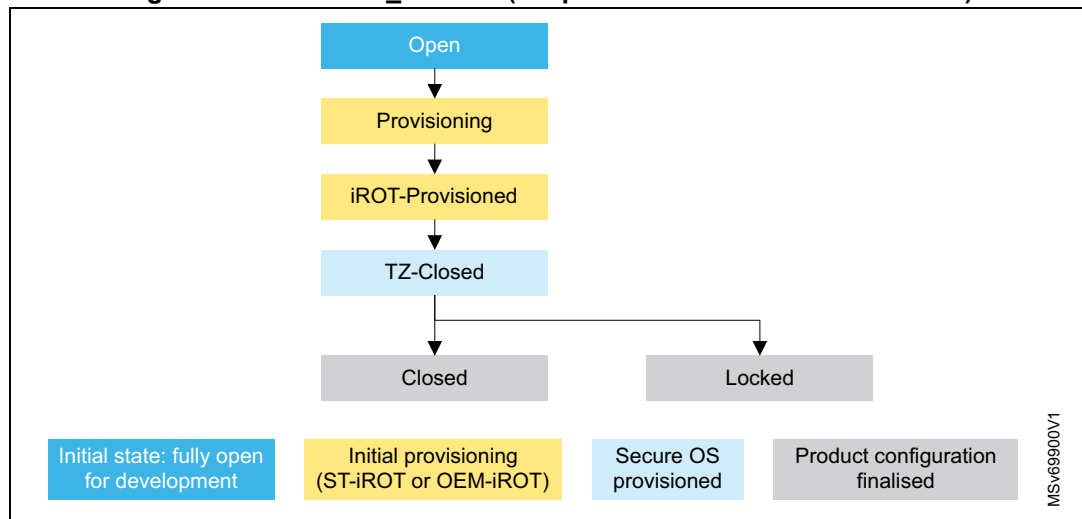 Open
Provisioning
iROT-Provisioned
TZ-Closed
Closed
Locked
Initial state: fully open
for development
Initial provisioning
(ST-iROT or OEM-iROT)
Secure OS
provisioned
Product configuration
finalised
MSv69900V1